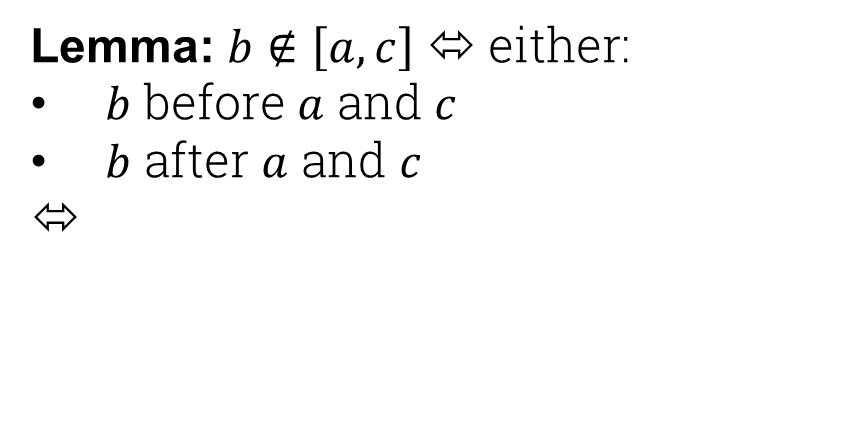 Lemma: b ∉ [a, c] ⇔ either:
• b before a and c
• b after a and c
⇔